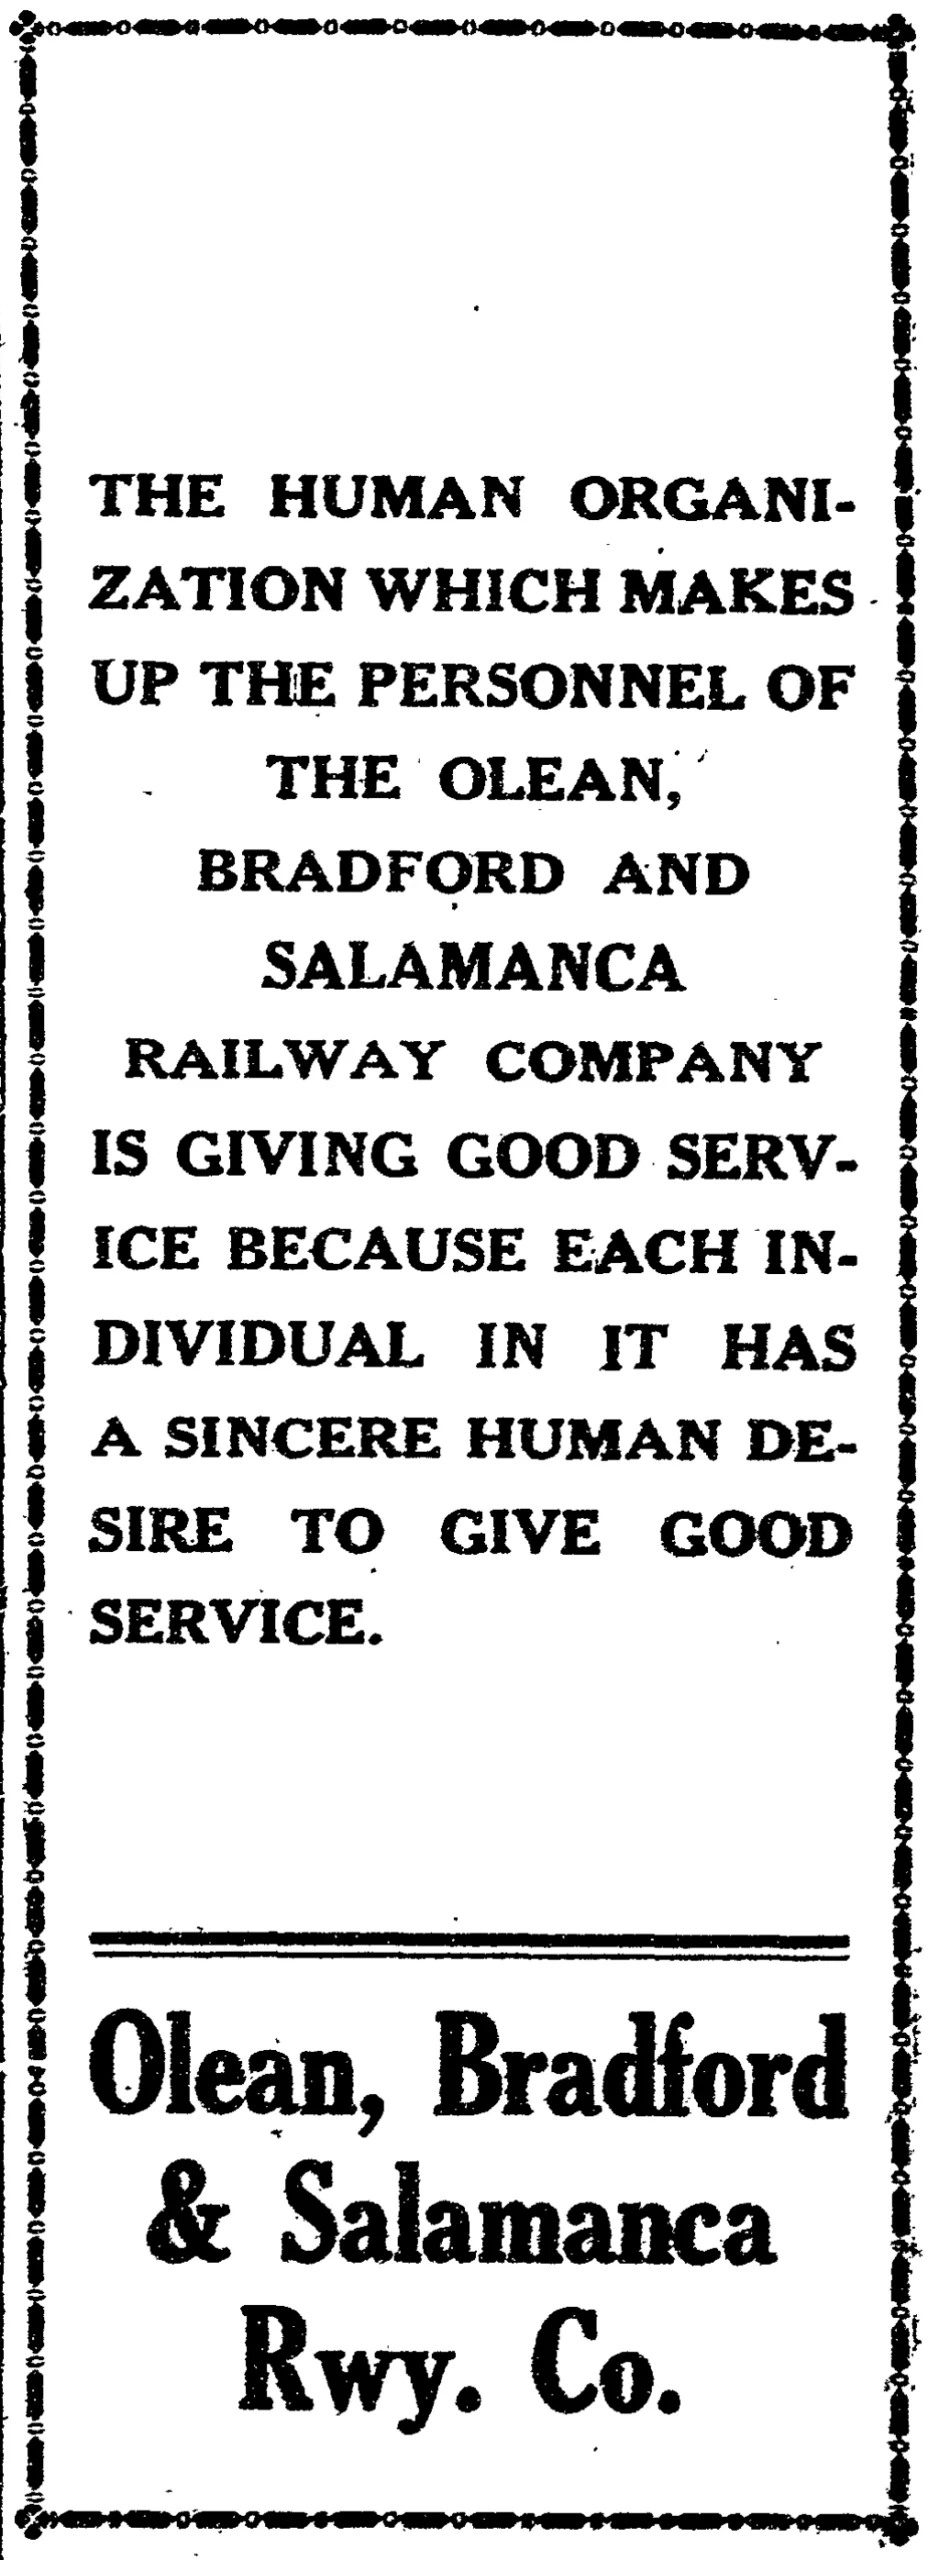 THE HUMAN ORGANI-
ZATION WHICH MAKES
UP THE PERSONNEL OF
THE OLEAN,
BRADFORD AND
SALAMANCA
RAILWAY COMPANY
IS GIVING GOOD SERV-
ICE BECAUSE EACH IN-
DIVIDUAL IN IT HAS
A SINCERE HUMAN DE-
SIRE TO GIVE GOOD
SERVICE.
Olean, Bradford
& Salamanca
Rwy. Co.